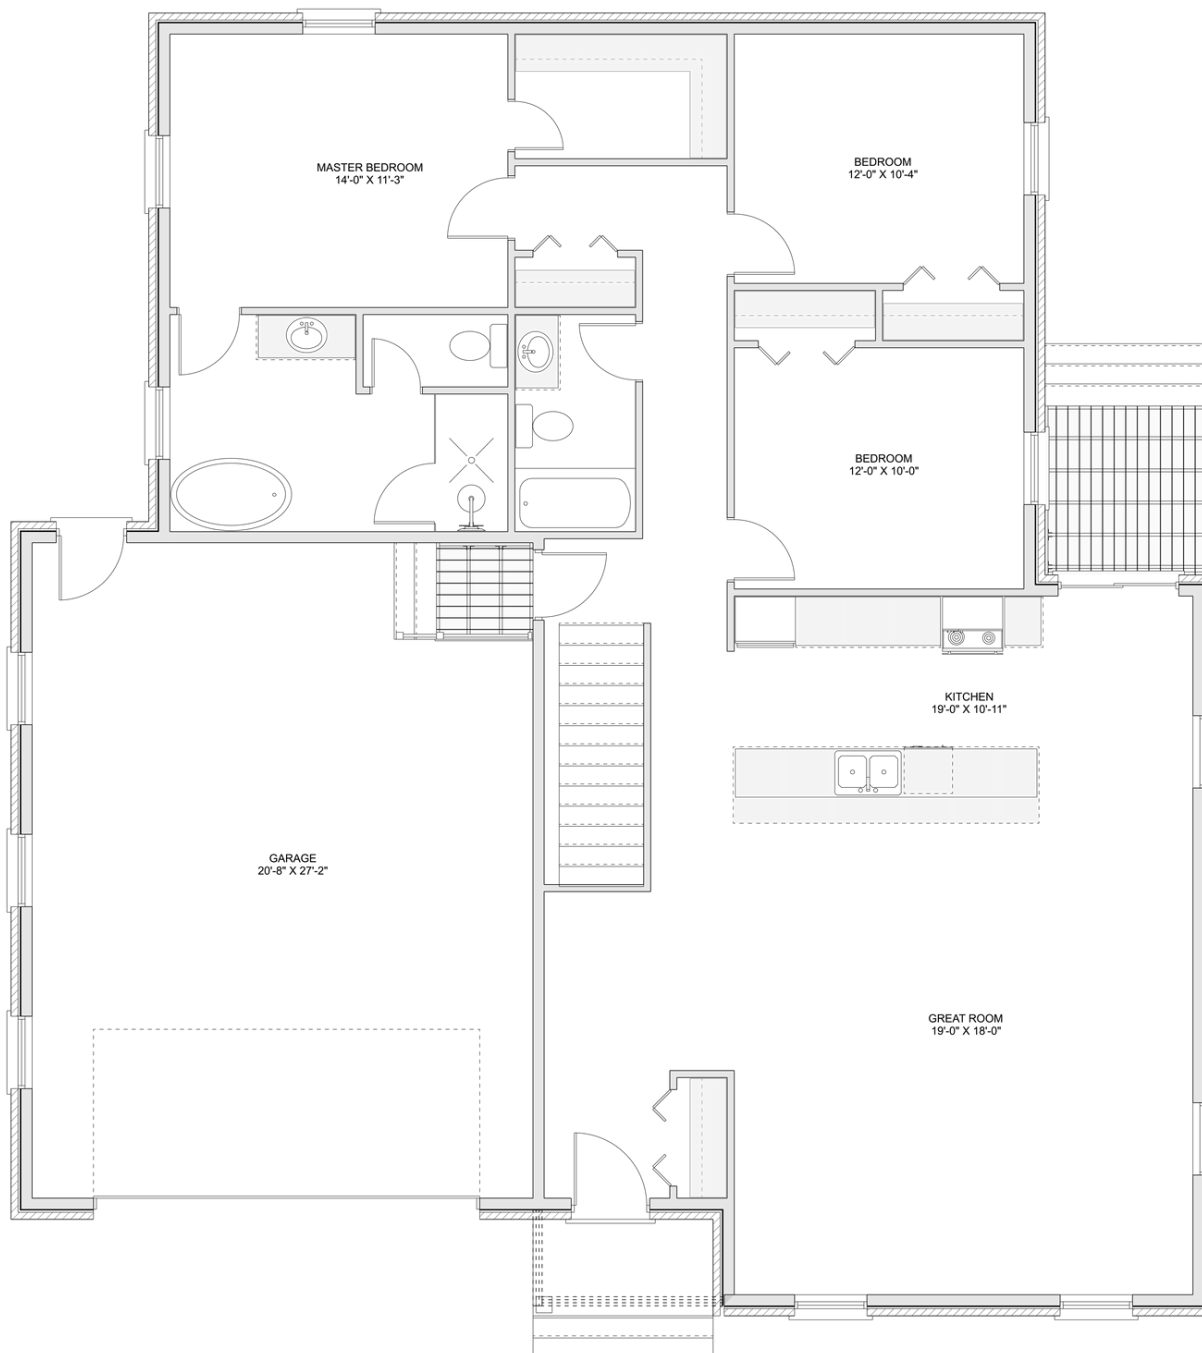 MASTER BEDROOM
14'-0" X 11'-3"
BEDROOM
12'-0" X 10'-4"
BEDROOM
12'-0" X 10'-0"
KITCHEN
19'-0" X 10'-11"
GARAGE
20'-8" X 27'-2"
GREAT ROOM
19'-0" X 18'-0"